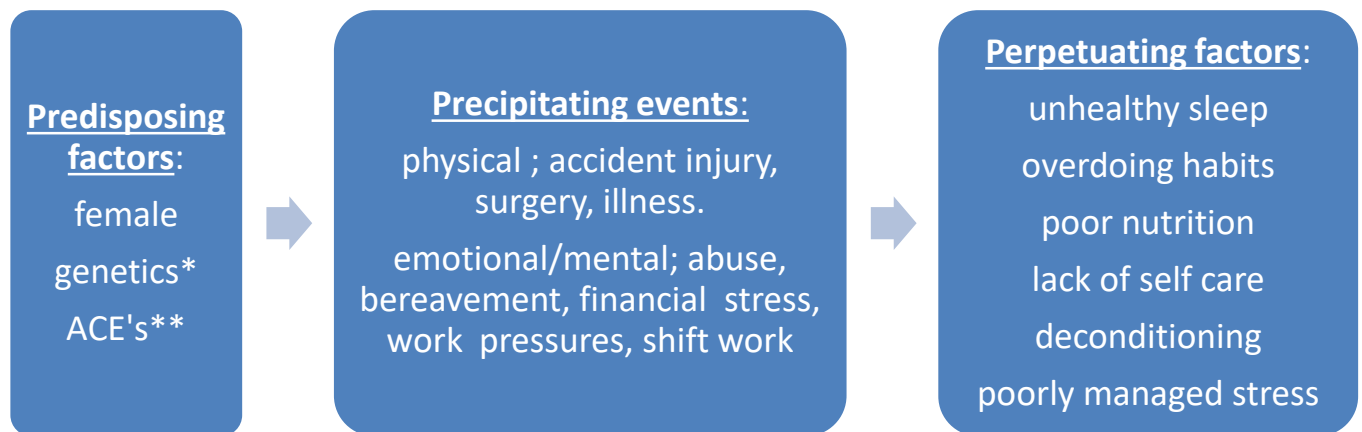 Predisposing
factors:
female
genetics*
ACE's**
Precipitating events:
physical ; accident injury,
surgery, illness.
emotional/mental; abuse,
bereavement, financial  stress,
work  pressures, shift work
Perpetuating factors:
unhealthy sleep
overdoing habits
poor nutrition
lack of self care
deconditioning
poorly managed stress